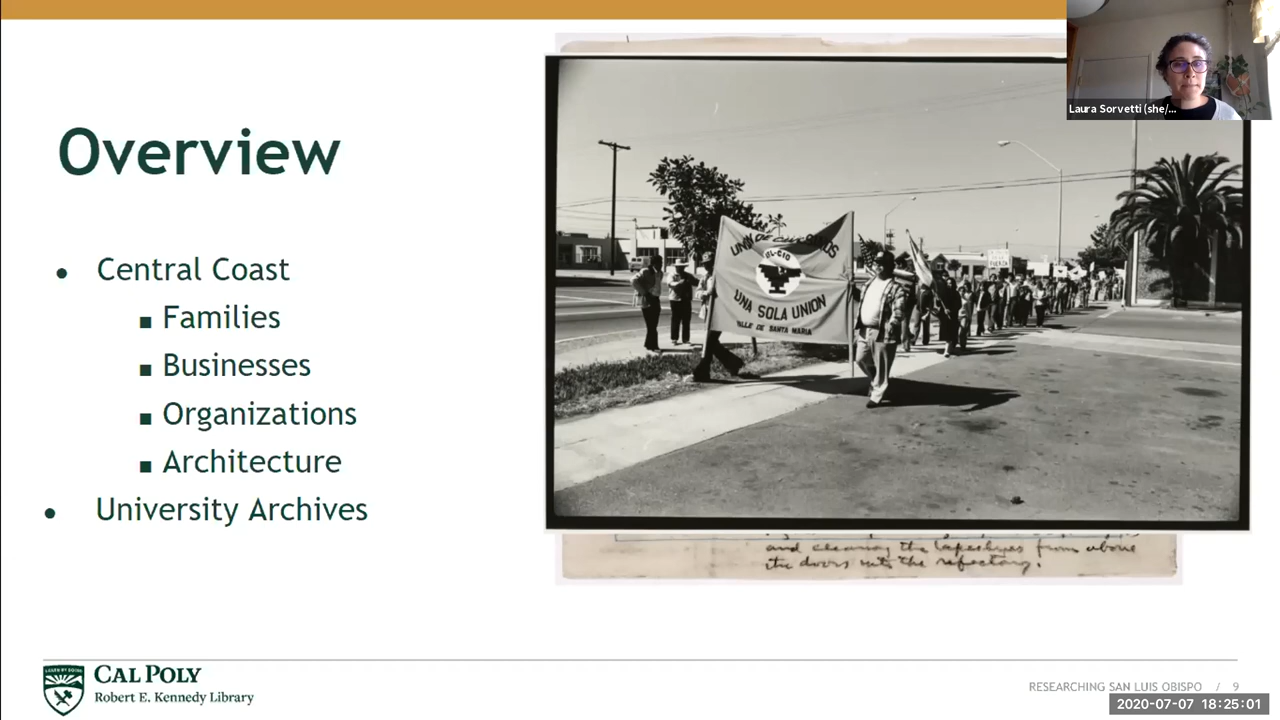 Overview
Central Coast
Families
Businesses
Organizations
Architecture
University Archives
Laura Sorvetti (she/...
AFL-CIO
UNA SOLA UNION
VALLE DE SANTA MARIA
and cleaning the tapestries from above
the doors into the refectory.
CAL POLY
Robert E. Kennedy Library
RESEARCHING SAN LUIS OBISPO / 9
2020-07-07 18:25:01